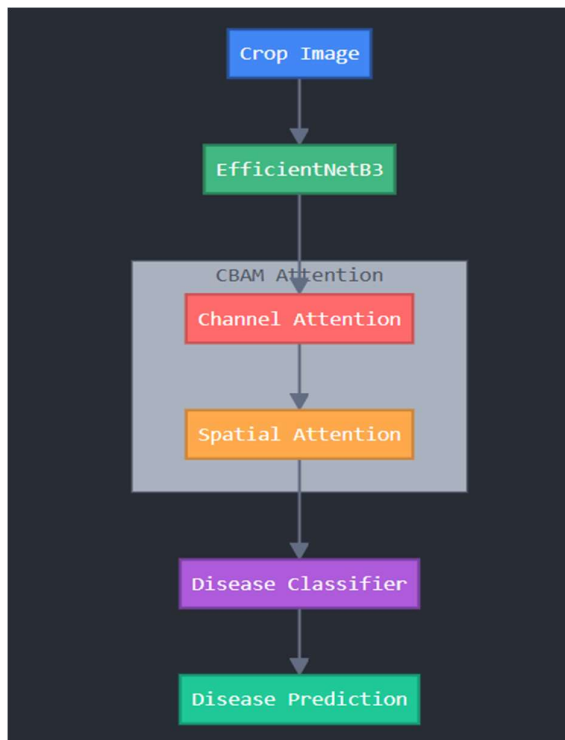 Crop Image
EfficientNetB3
CBAM Attention
Channel Attention
Spatial Attention
Disease Classifier
Disease Prediction